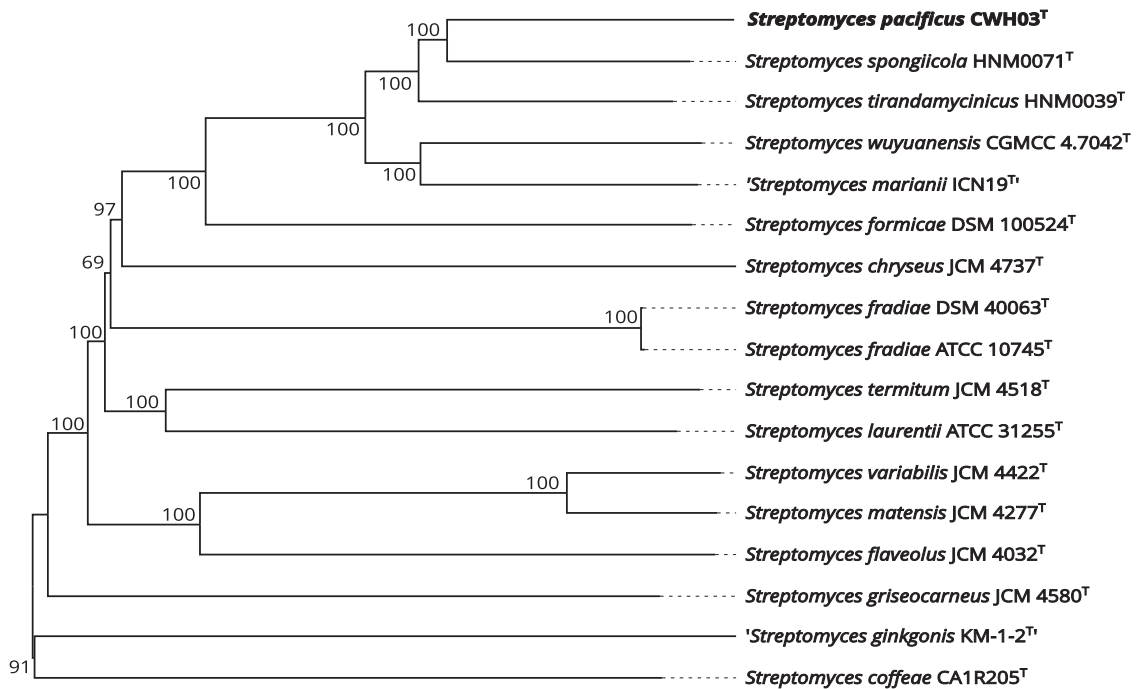 Streptomyces pacificus CWH03ᵀ
100
Streptomyces spongiicola HNM0071ᵀ
100
Streptomyces tirandamycinicus HNM0039ᵀ
100
Streptomyces wuyuanensis CGMCC 4.7042ᵀ
100
'Streptomyces marianii ICN19ᵀ'
100
97
Streptomyces formicae DSM 100524ᵀ
69
Streptomyces chryseus JCM 4737ᵀ
Streptomyces fradiae DSM 40063ᵀ
100
100
Streptomyces fradiae ATCC 10745ᵀ
Streptomyces termitum JCM 4518ᵀ
100
100
Streptomyces laurentii ATCC 31255ᵀ
Streptomyces variabilis JCM 4422ᵀ
100
100
Streptomyces matensis JCM 4277ᵀ
Streptomyces flaveolus JCM 4032ᵀ
Streptomyces griseocarneus JCM 4580ᵀ
'Streptomyces ginkgonis KM-1-2ᵀ'
91
Streptomyces coffeae CA1R205ᵀ